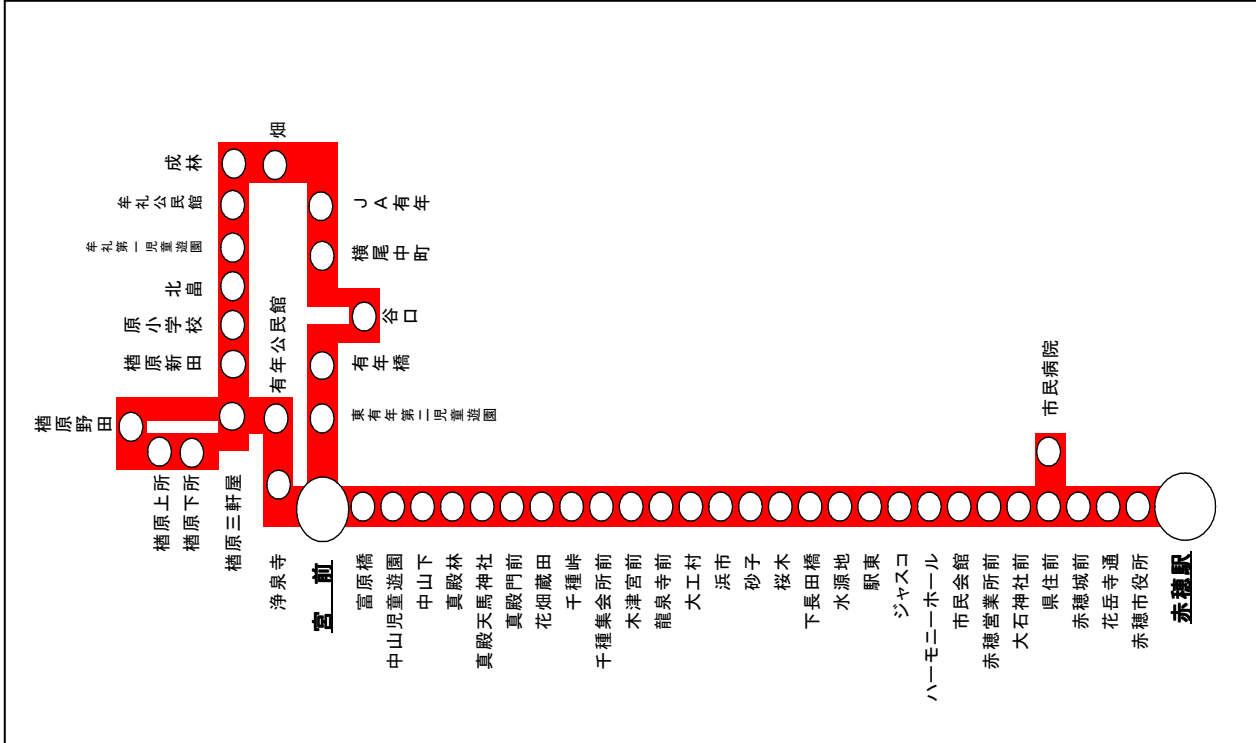 畑
成林
牟礼公民館
牟礼第一児童遊園
北畠
原小学校
楢原新田
有年公民館
楢原野田
楢原上所
楢原下所
楢原三軒屋
浄泉寺
JA有年
横尾中町
谷口
有年橋
東有年第二児童遊園
宮前
富原橋
中山児童遊園
中山下
真殿林
真殿天馬神社
真殿門前
花畑蔵田
千種峠
千種集会所前
木津宮前
龍泉寺前
大工村
浜市
砂子
桜木
下長田橋
水源地
駅東
ジャスコ
ハーモニーホール
市民会館
赤穂営業所前
大石神社前
県住前
市民病院
赤穂城前
花岳寺通
赤穂市役所
赤穂駅